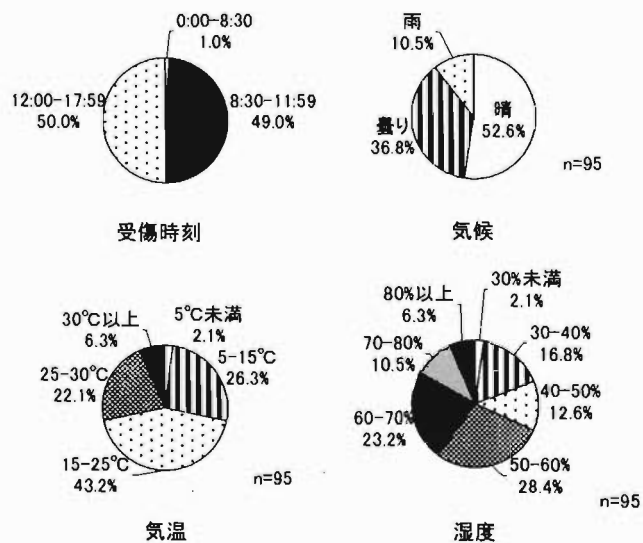 0:00-8:30
1.0%
12:00-17:59
50.0%
8:30-11:59
49.0%
受傷時刻
雨
10.5%
曇り
36.8%
晴
52.6%
n=95
気候
30℃以上
6.3%
5℃未満
2.1%
25-30℃
22.1%
5-15℃
26.3%
15-25℃
43.2%
n=95
気温
80%以上
6.3%
30%未満
2.1%
70-80%
10.5%
30-40%
16.8%
40-50%
12.6%
60-70%
23.2%
50-60%
28.4%
n=95
湿度